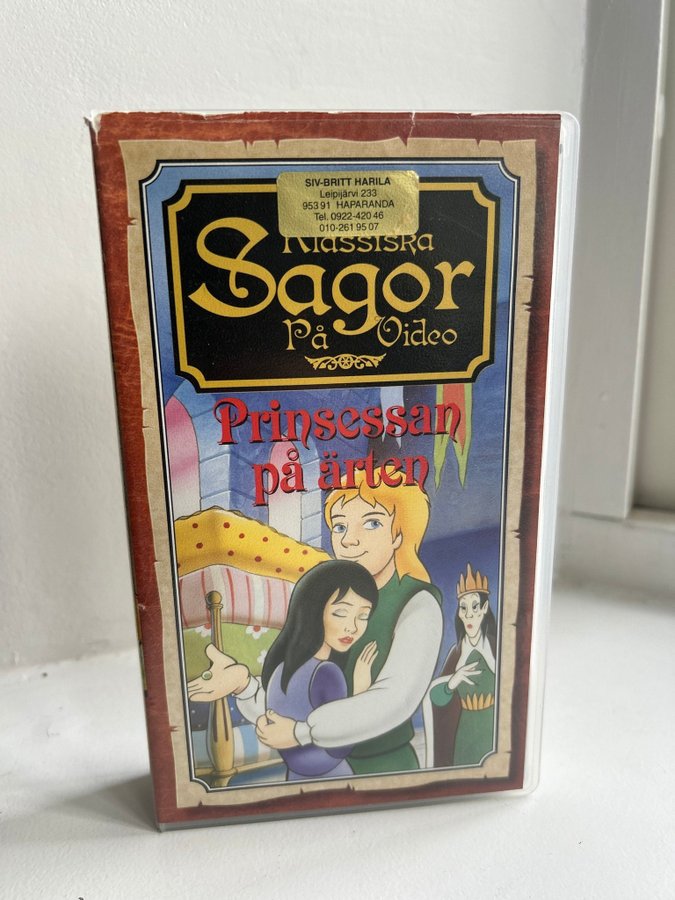 SIV-BRITT HARILA
Leipijärvi 233
953 91 HAPARANDA
Tel. 0922-420 46
010-261 95 07
Klassiska
Sagor
På Video
Prinsessan
på ärten